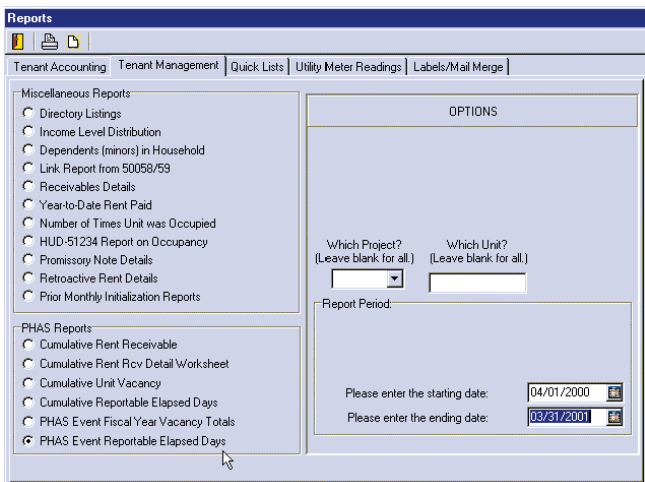 Reports
Tenant Accounting Tenant Management Quick Lists Utility Meter Readings Labels/Mail Merge
Miscellaneous Reports
Directory Listings
Income Level Distribution
Dependents (minors) in Household
Link Report from 50058/59
Receivables Details
Year-to-Date Rent Paid
Number of Times Unit was Occupied
HUD-51234 Report on Occupancy
Promissory Note Details
Retroactive Rent Details
Prior Monthly Initialization Reports
PHAS Reports
Cumulative Rent Receivable
Cumulative Rent Rcv Detail Worksheet
Cumulative Unit Vacancy
Cumulative Reportable Elapsed Days
PHAS Event Fiscal Year Vacancy Totals
PHAS Event Reportable Elapsed Days
OPTIONS
Which Project? Which Unit?
(Leave blank for all.) (Leave blank for all.)
Report Period:
Please enter the starting date: 04/01/2000
Please enter the ending date: 03/31/2001